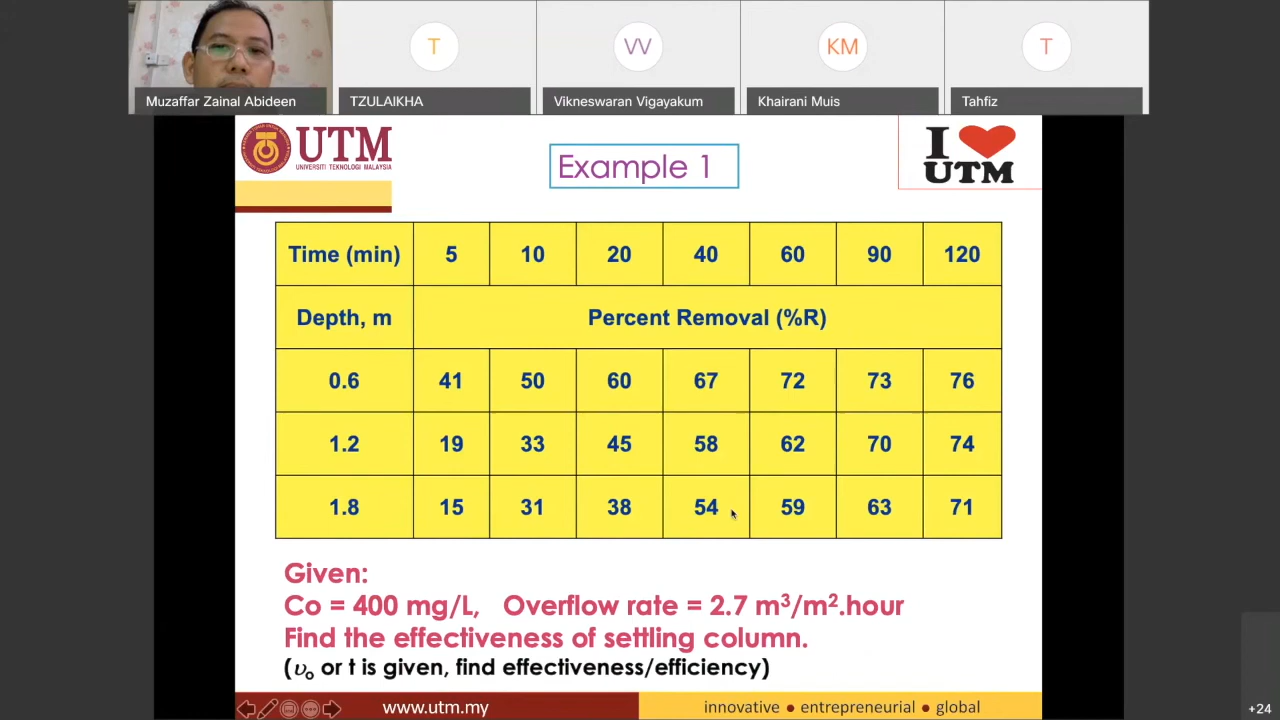 T
VV
KM
T
Muzaffar Zainal Abideen
TZULAIKHA
Vikneswaran Vigayakum
Khairani Muis
Tahfiz
UTM
UNIVERSITI TEKNOLOGI MALAYSIA
Example 1
I
UTM
Time (min) 5 10 20 40 60 90 120
Depth, m Percent Removal (%R)
0.6 41 50 60 67 72 73 76
1.2 19 33 45 58 62 70 74
1.8 15 31 38 54 59 63 71
Given:
Co = 400 mg/L, Overflow rate = 2.7 m³/m².hour
Find the effectiveness of settling column.
(υₒ or t is given, find effectiveness/efficiency)
www.utm.my
innovative ● entrepreneurial ● global
+24